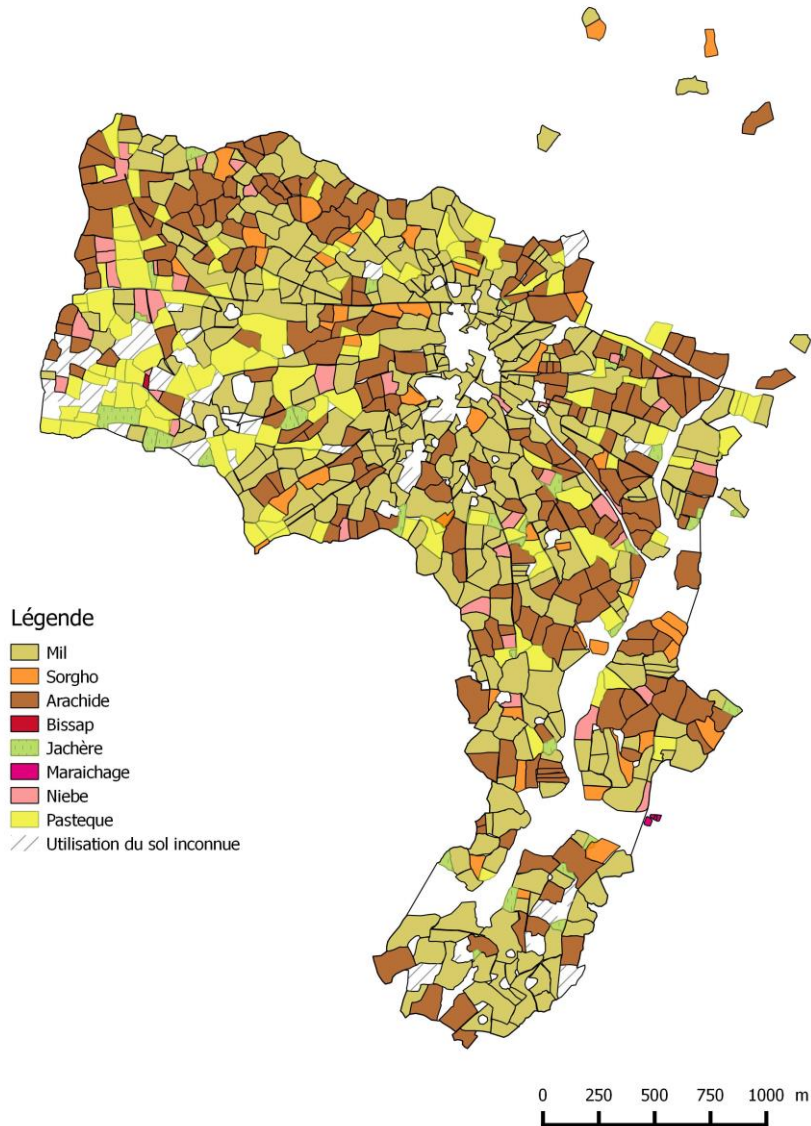 Légende
Mil
Sorgho
Arachide
Bissap
Jachère
Maraichage
Niebe
Pasteque
Utilisation du sol inconnue
0 250 500 750 1000 m